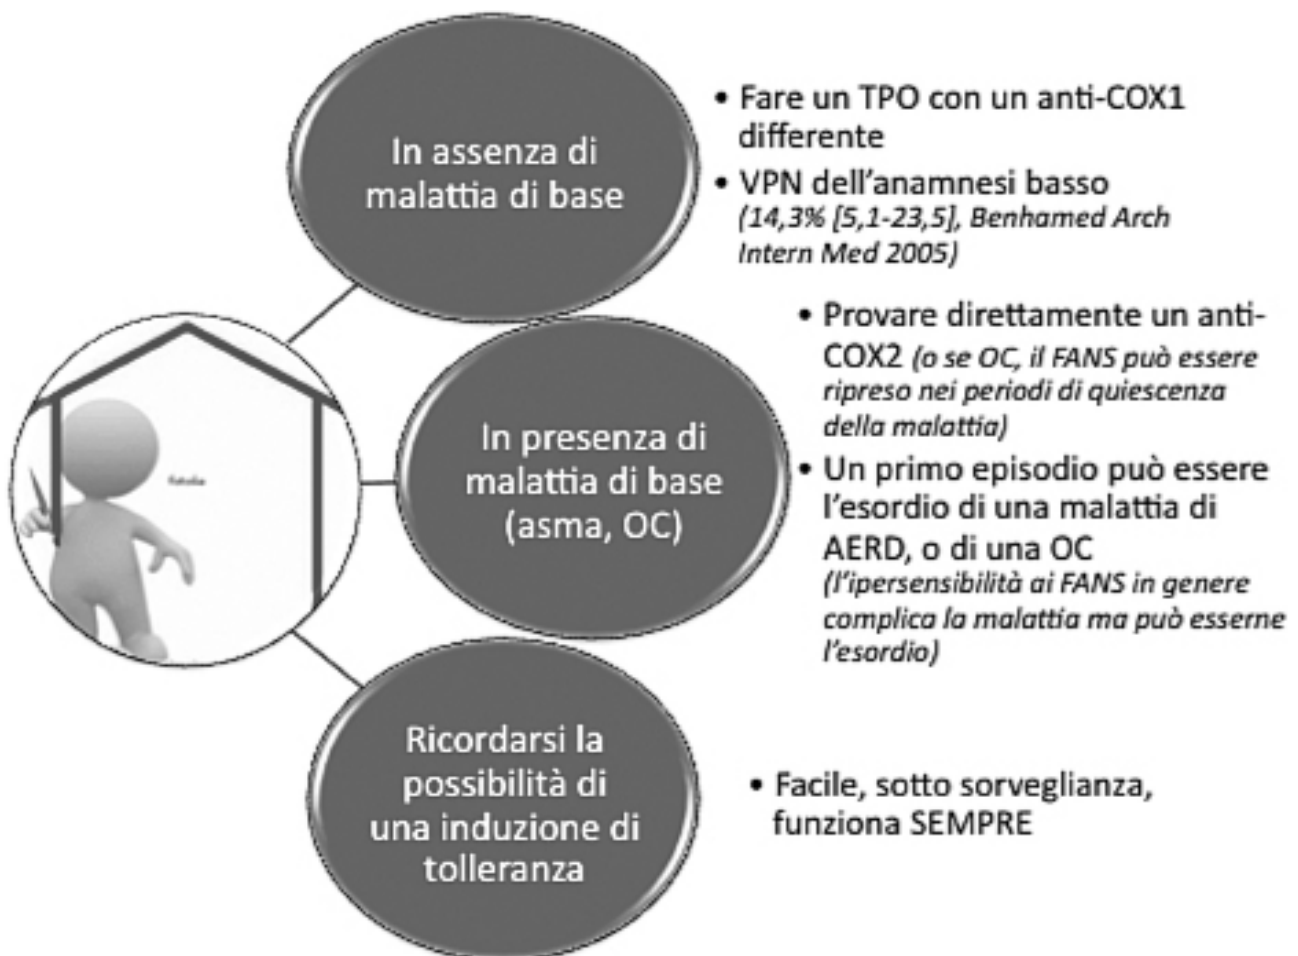 In assenza di
malattia di base
• Fare un TPO con un anti-COX1
differente
• VPN dell'anamnesi basso
(14,3% [5,1-23,5], Benhamed Arch
Intern Med 2005)
In presenza di
malattia di base
(asma, OC)
• Provare direttamente un anti-
COX2 (o se OC, il FANS può essere
ripreso nei periodi di quiescenza
della malattia)
• Un primo episodio può essere
l'esordio di una malattia di
AERD, o di una OC
(l'ipersensibilità ai FANS in genere
complica la malattia ma può esserne
l'esordio)
Ricordarsi la
possibilità di
una induzione di
tolleranza
• Facile, sotto sorveglianza,
funziona SEMPRE